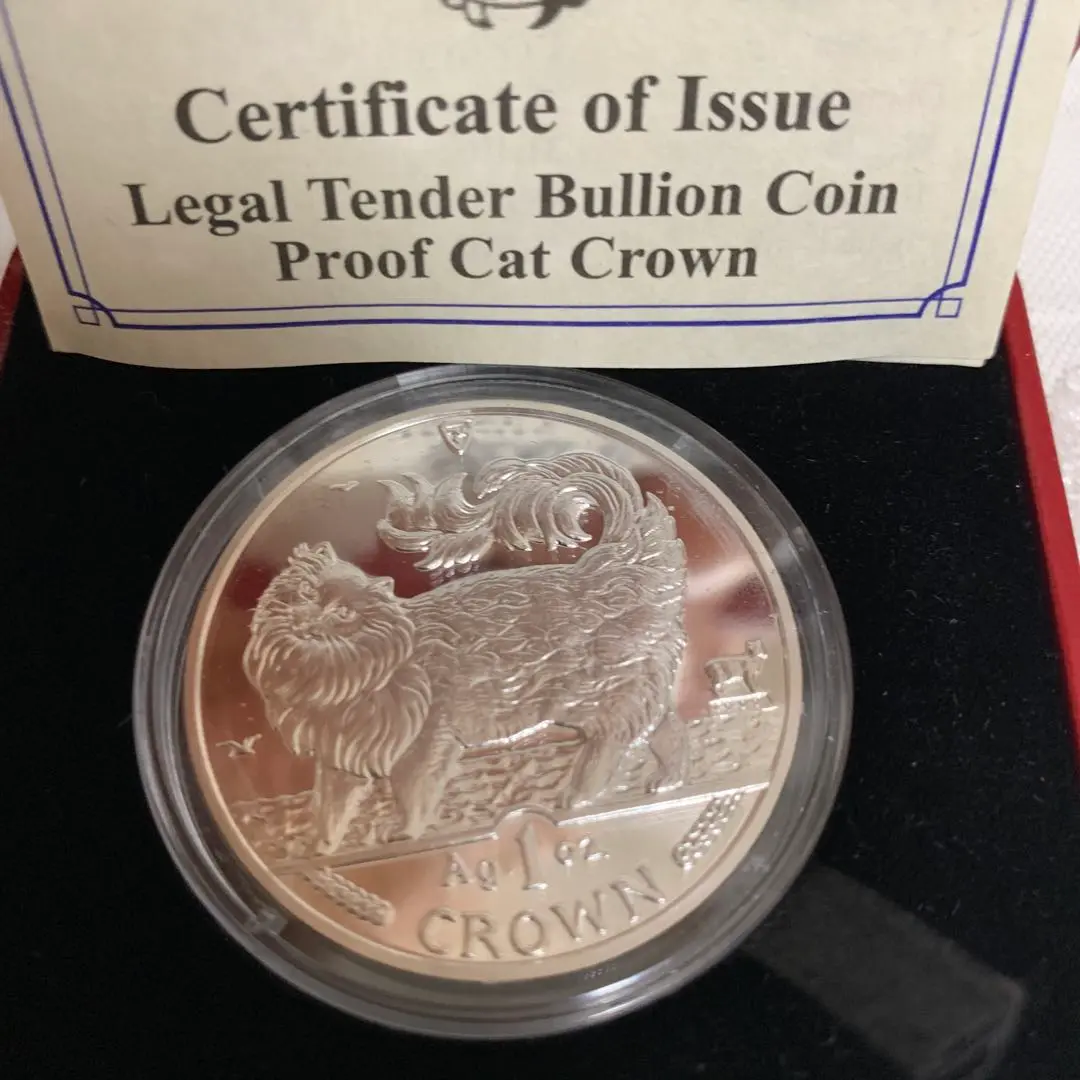 Certificate of Issue
Legal Tender Bullion Coin
Proof Cat Crown
Ag 1 oz.
CROWN